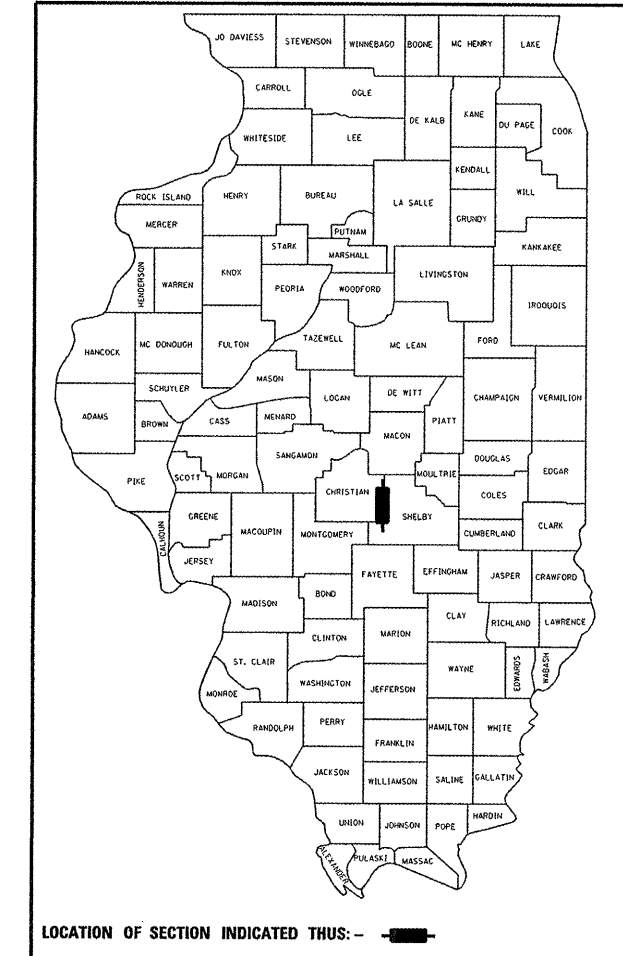 JO DAVIESS STEVENSON WINNEBAGO BOONE MC HENRY LAKE
CARROLL OGLE DE KALB KANE DU PAGE COOK
WHITESIDE LEE
KENDALL WILL
ROCK ISLAND HENRY BUREAU LA SALLE GRUNDY
MERCER PUTNAM
STARK MARSHALL KANKAKEE
HENDERSON WARREN KNOX PEORIA WOODFORD LIVINGSTON IROQUOIS
HANCOCK MC DONOUGH FULTON TAZEWELL MC LEAN FORD
SCHUYLER MASON LOGAN DE WITT CHAMPAIGN VERMILION
ADAMS BROWN CASS MENARD PIATT
MACON
PIKE SCOTT MORGAN SANGAMON CHRISTIAN MOULTRIE DOUGLAS EDGAR
COLES
CALHOUN GREENE MACOUPIN MONTGOMERY SHELBY CUMBERLAND CLARK
JERSEY
FAYETTE EFFINGHAM JASPER CRAWFORD
MADISON BOND
CLAY RICHLAND LAWRENCE
CLINTON MARION
ST. CLAIR WAYNE EDWARDS WABASH
MONROE WASHINGTON JEFFERSON
RANDOLPH PERRY HAMILTON WHITE
FRANKLIN
JACKSON WILLIAMSON SALINE GALLATIN
UNION JOHNSON POPE HARDIN
ALEXANDER PULASKI MASSAC
LOCATION OF SECTION INDICATED THUS: -